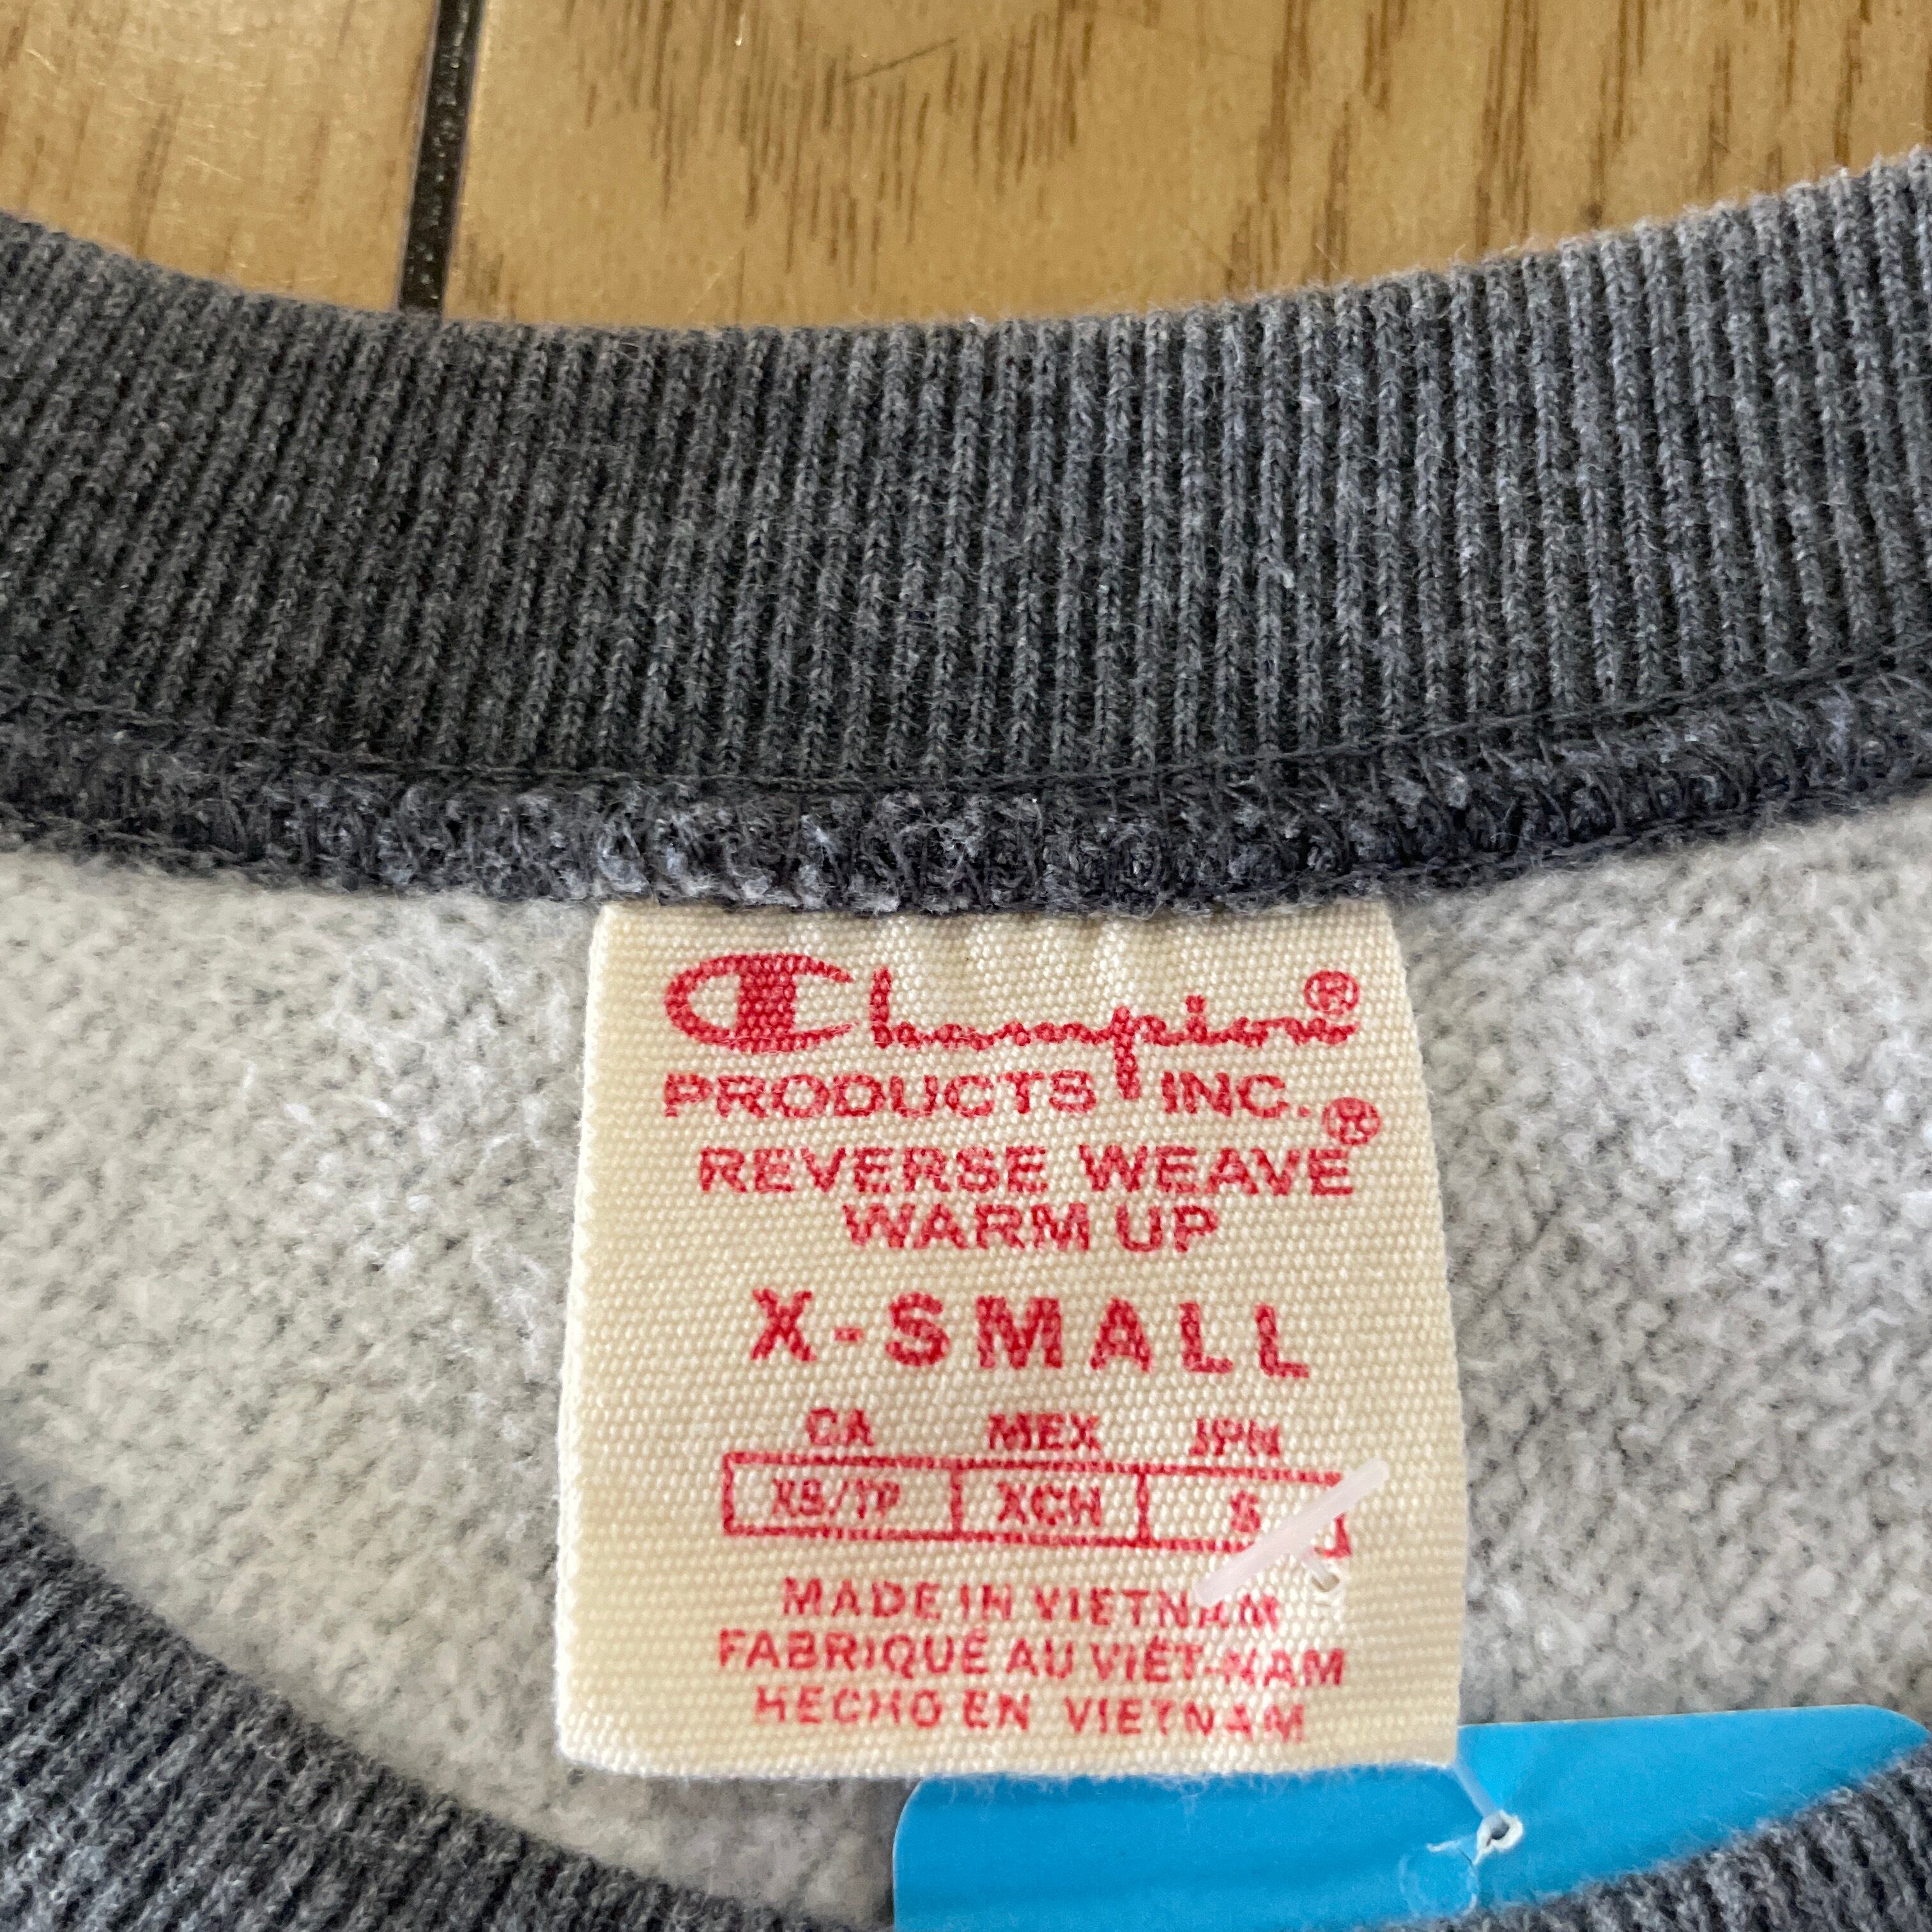 Champion®
PRODUCTS INC.
REVERSE WEAVE®
WARM UP
X-SMALL
CA MEX JPN
XS/TP XCH S
MADE IN VIETNAM
FABRIQUÉ AU VIÊT-NAM
HECHO EN VIETNAM